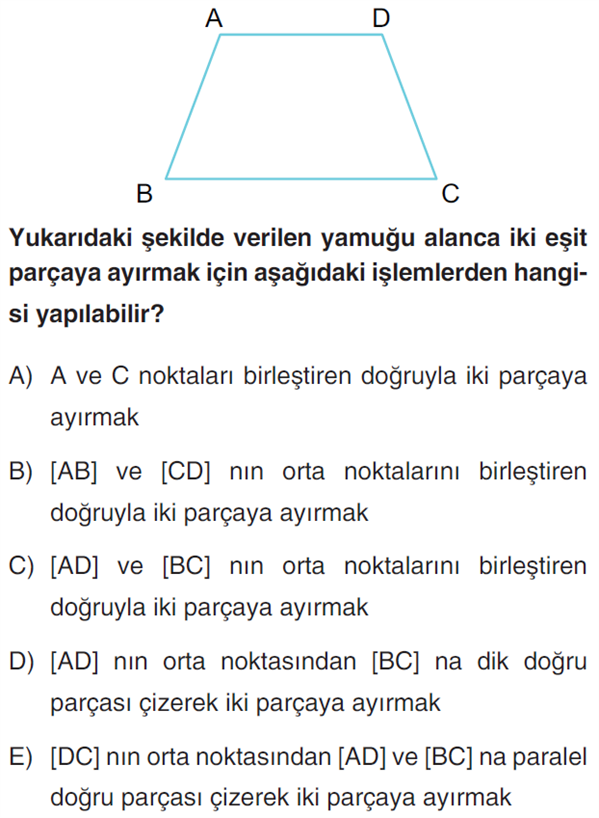 A D
B C
Yukarıdaki şekilde verilen yamuğu alanca iki eşit
parçaya ayırmak için aşağıdaki işlemlerden hangi-
si yapılabilir?
A) A ve C noktaları birleştiren doğruyla iki parçaya
ayırmak
B) [AB] ve [CD] nın orta noktalarını birleştiren
doğruyla iki parçaya ayırmak
C) [AD] ve [BC] nın orta noktalarını birleştiren
doğruyla iki parçaya ayırmak
D) [AD] nın orta noktasından [BC] na dik doğru
parçası çizerek iki parçaya ayırmak
E) [DC] nın orta noktasından [AD] ve [BC] na paralel
doğru parçası çizerek iki parçaya ayırmak